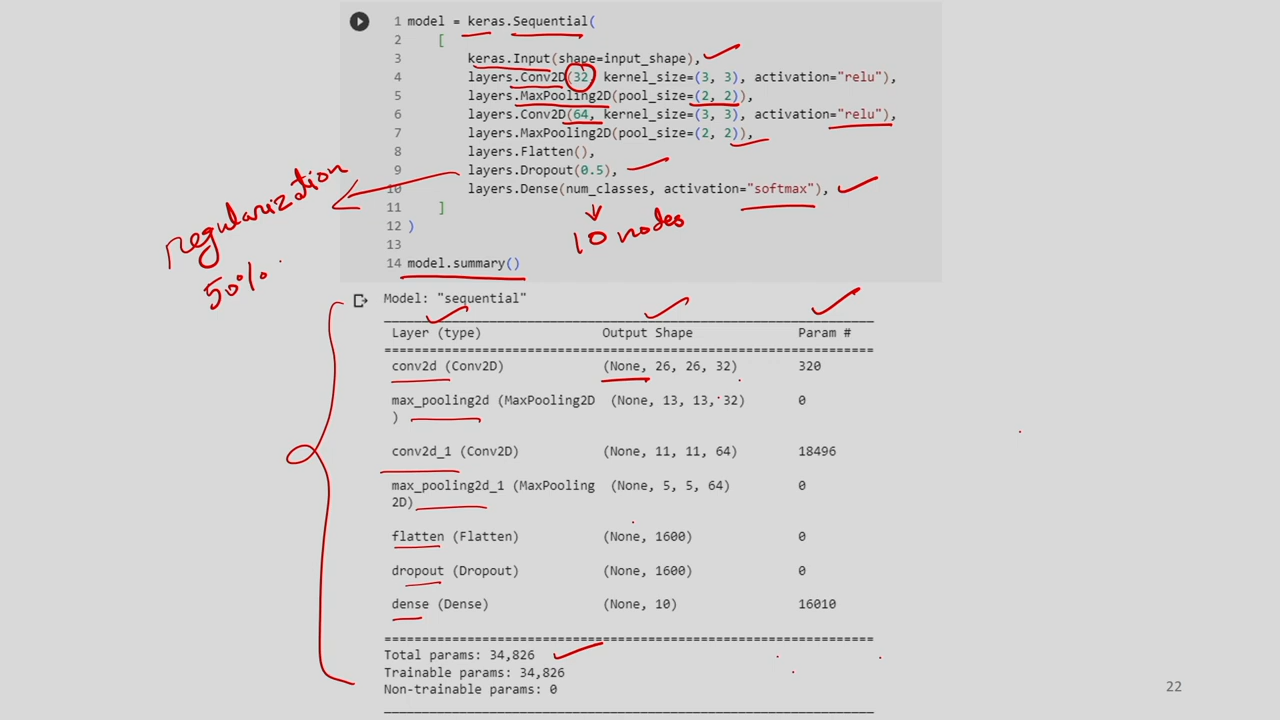 1 model = keras.Sequential(
2 [
3 keras.Input(shape=input_shape),
4 layers.Conv2D(32, kernel_size=(3, 3), activation="relu"),
5 layers.MaxPooling2D(pool_size=(2, 2)),
6 layers.Conv2D(64, kernel_size=(3, 3), activation="relu"),
7 layers.MaxPooling2D(pool_size=(2, 2)),
8 layers.Flatten(),
9 layers.Dropout(0.5),
10 layers.Dense(num_classes, activation="softmax"),
11 ]
12 )
13
14 model.summary()
regularization
50%
10 nodes
Model: "sequential"
Layer (type) Output Shape Param #
conv2d (Conv2D) (None, 26, 26, 32) 320
max_pooling2d (MaxPooling2D (None, 13, 13, 32) 0
)
conv2d_1 (Conv2D) (None, 11, 11, 64) 18496
max_pooling2d_1 (MaxPooling (None, 5, 5, 64) 0
2D)
flatten (Flatten) (None, 1600) 0
dropout (Dropout) (None, 1600) 0
dense (Dense) (None, 10) 16010
Total params: 34,826
Trainable params: 34,826
Non-trainable params: 0
22